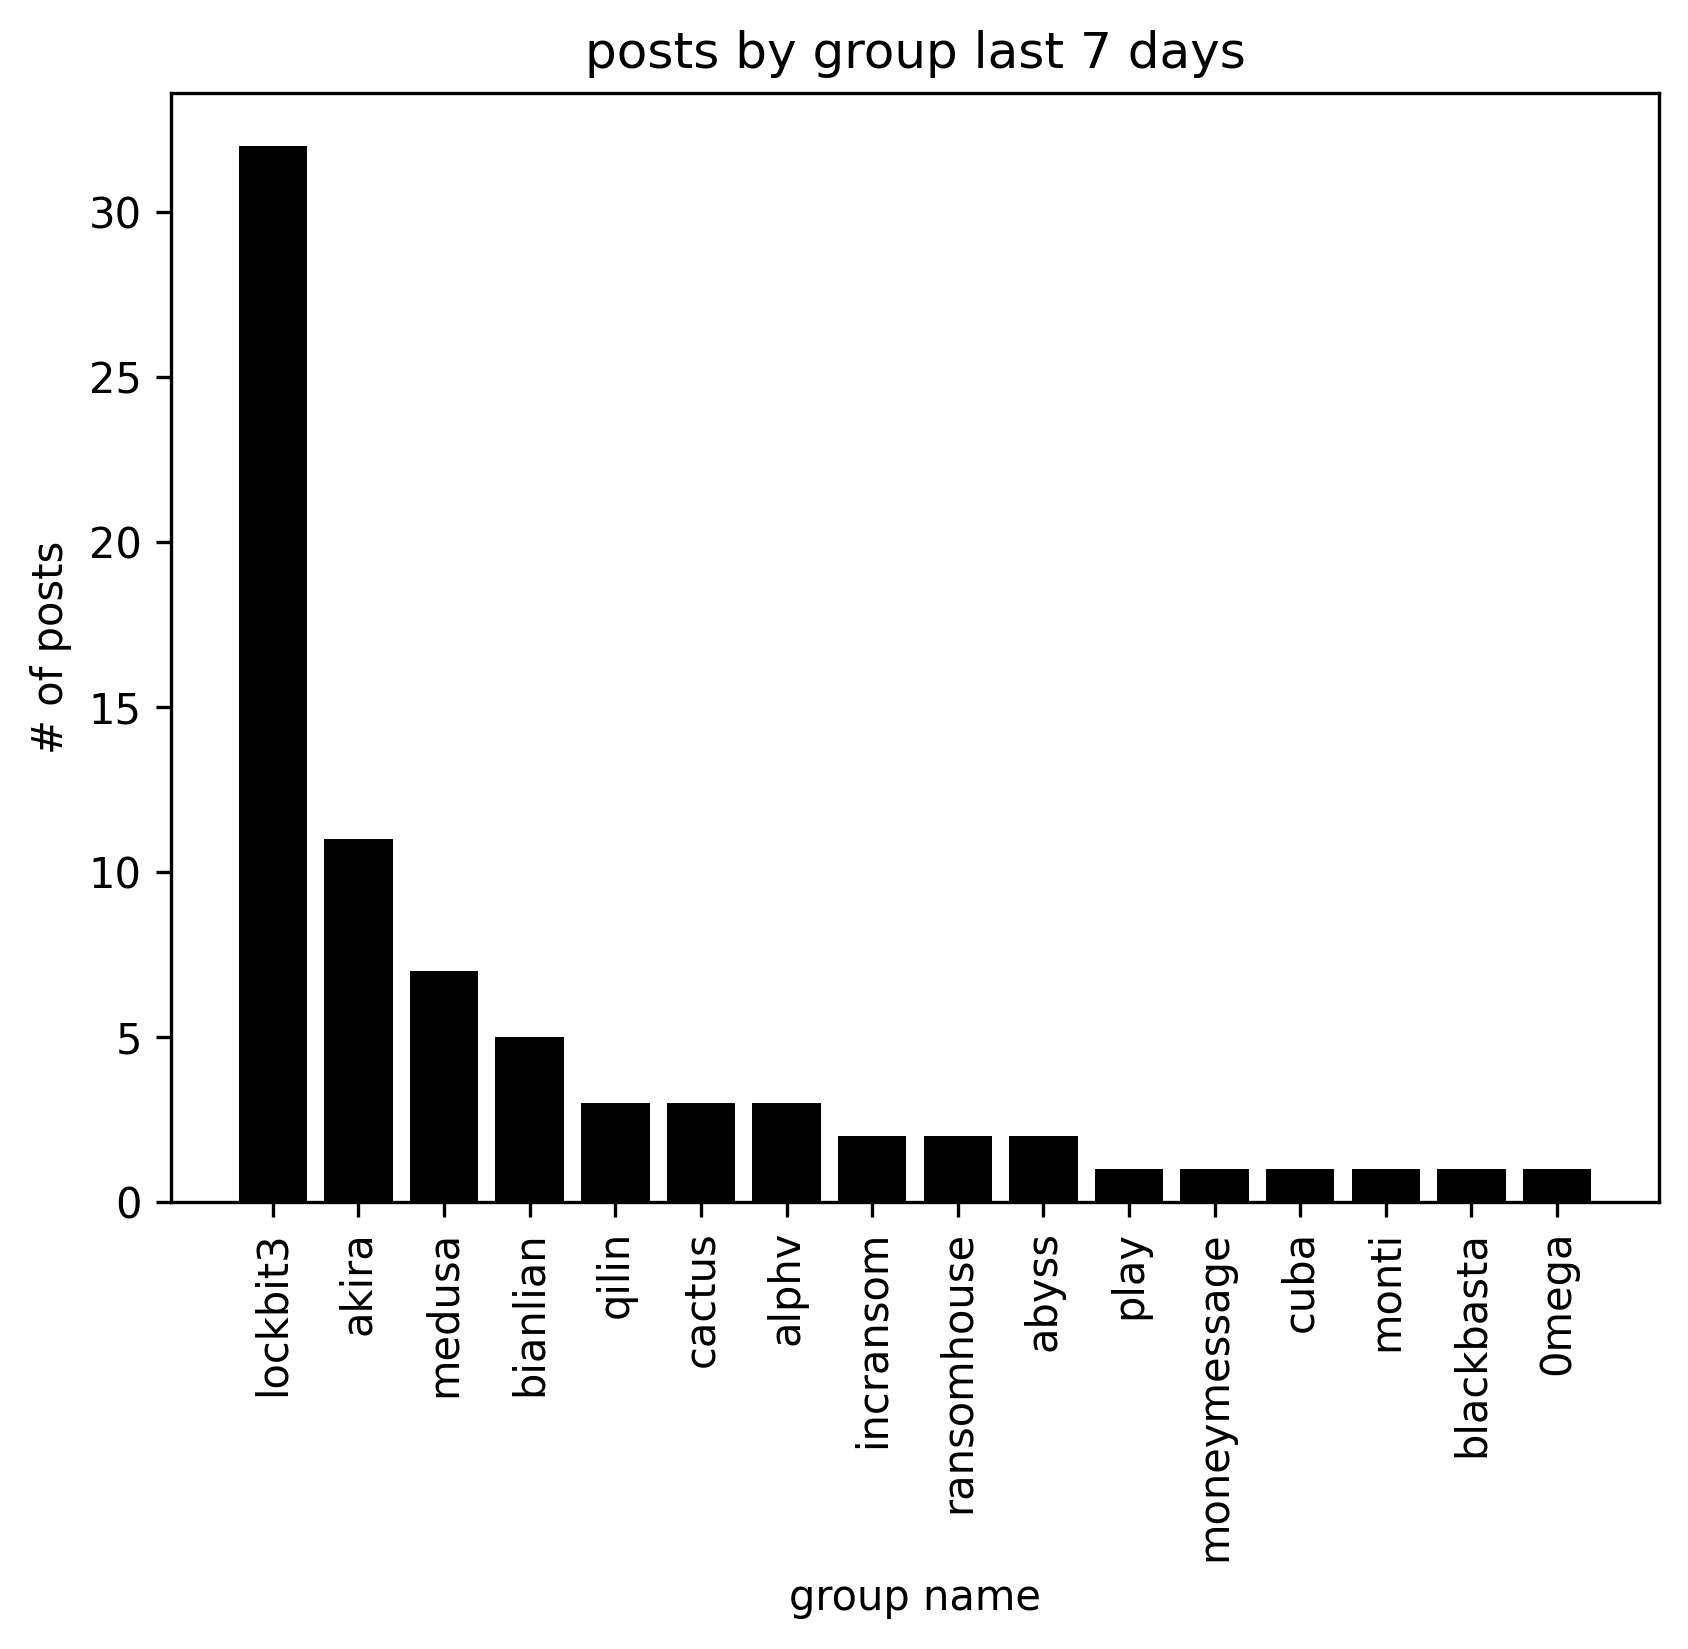 posts by group last 7 days
# of posts
30
25
20
15
10
5
0
lockbit3
akira
medusa
bianlian
qilin
cactus
alphv
incransom
ransomhouse
abyss
play
moneymessage
cuba
monti
blackbasta
0mega
group name